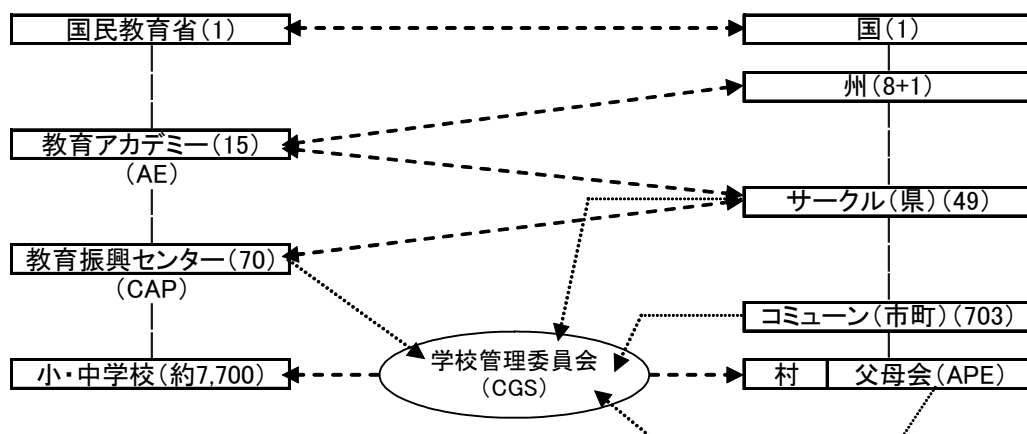 国民教育省(1)
国(1)
州(8+1)
教育アカデミー(15)
(AE)
サークル(県)(49)
教育振興センター(70)
(CAP)
コミューン(市町)(703)
学校管理委員会
(CGS)
小・中学校(約7,700)
村
父母会(APE)